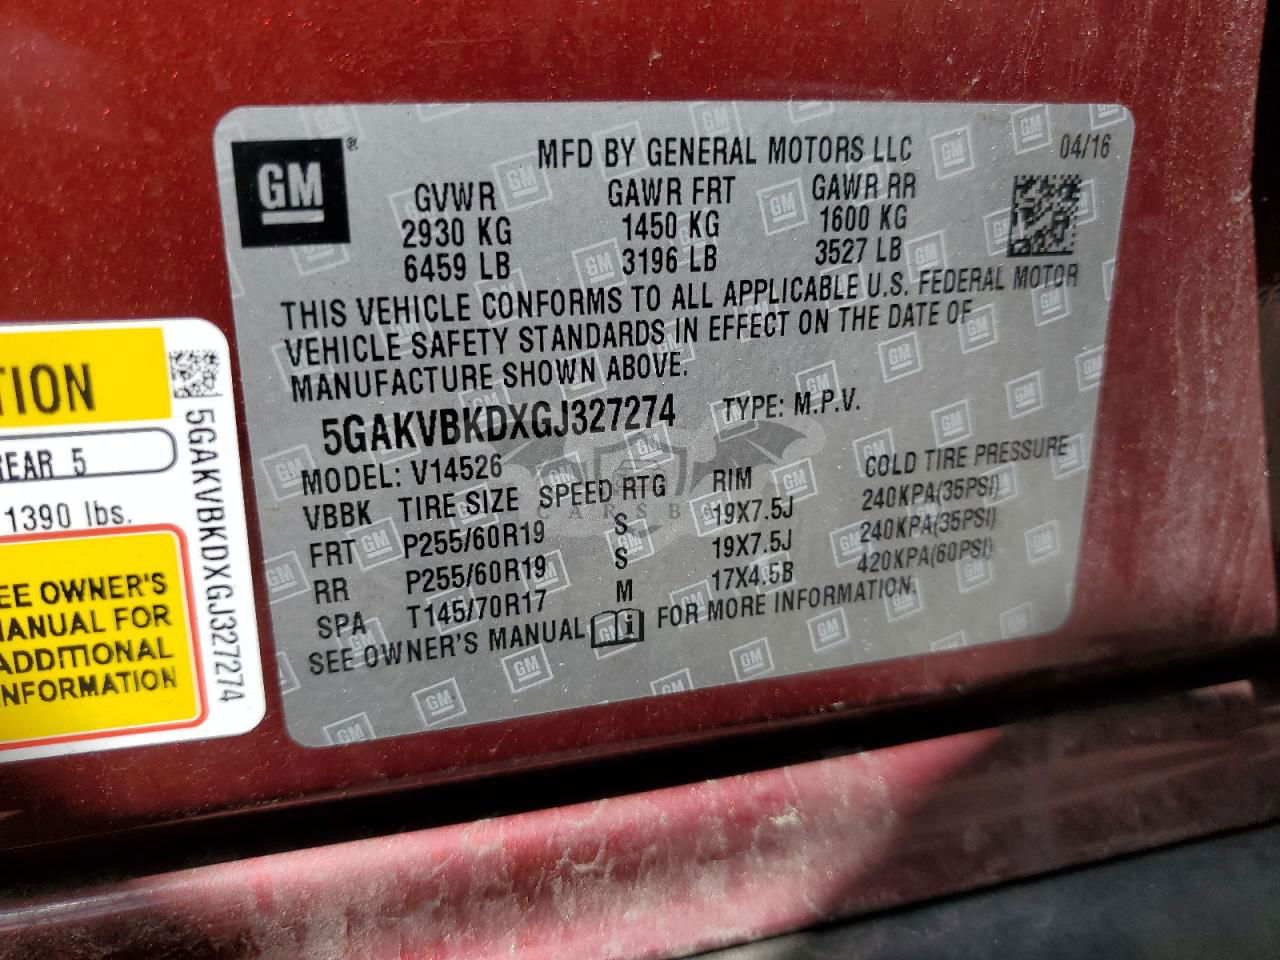 GM ®
MFD BY GENERAL MOTORS LLC
04/16
GVWR GAWR FRT GAWR RR
2930 KG 1450 KG 1600 KG
6459 LB 3196 LB 3527 LB
THIS VEHICLE CONFORMS TO ALL APPLICABLE U.S. FEDERAL MOTOR
VEHICLE SAFETY STANDARDS IN EFFECT ON THE DATE OF
MANUFACTURE SHOWN ABOVE.
5GAKVBKDXGJ327274 TYPE: M.P.V.
MODEL: V14526
VBBK TIRE SIZE SPEED RTG RIM COLD TIRE PRESSURE
FRT P255/60R19 S 19X7.5J 240KPA(35PSI)
RR P255/60R19 S 19X7.5J 240KPA(35PSI)
SPA T145/70R17 M 17X4.5B 420KPA(60PSI)
SEE OWNER'S MANUAL FOR MORE INFORMATION.
TION
REAR 5
1390 lbs.
EE OWNER'S
MANUAL FOR
ADDITIONAL
INFORMATION
5GAKVBKDXGJ327274